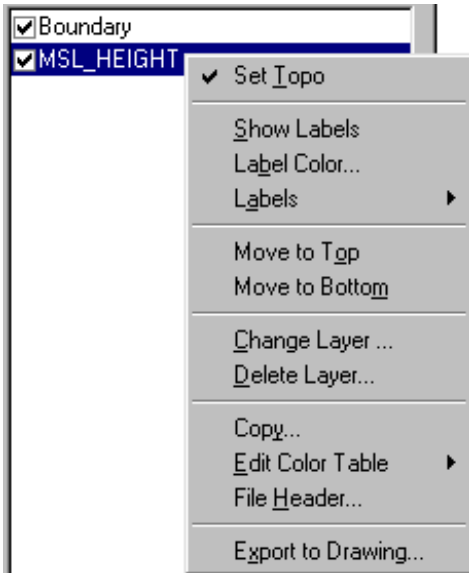 Boundary
MSL_HEIGHT
Set Topo
Show Labels
Label Color...
Labels
Move to Top
Move to Bottom
Change Layer ...
Delete Layer...
Copy...
Edit Color Table
File Header...
Export to Drawing...